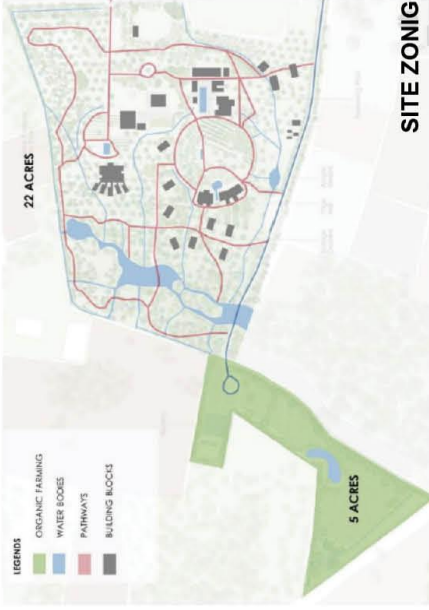 SITE ZONIG
22 ACRES
5 ACRES
LEGENDS
ORGANIC FARMING
WATER BODIES
PATHWAYS
BUILDING BLOCKS